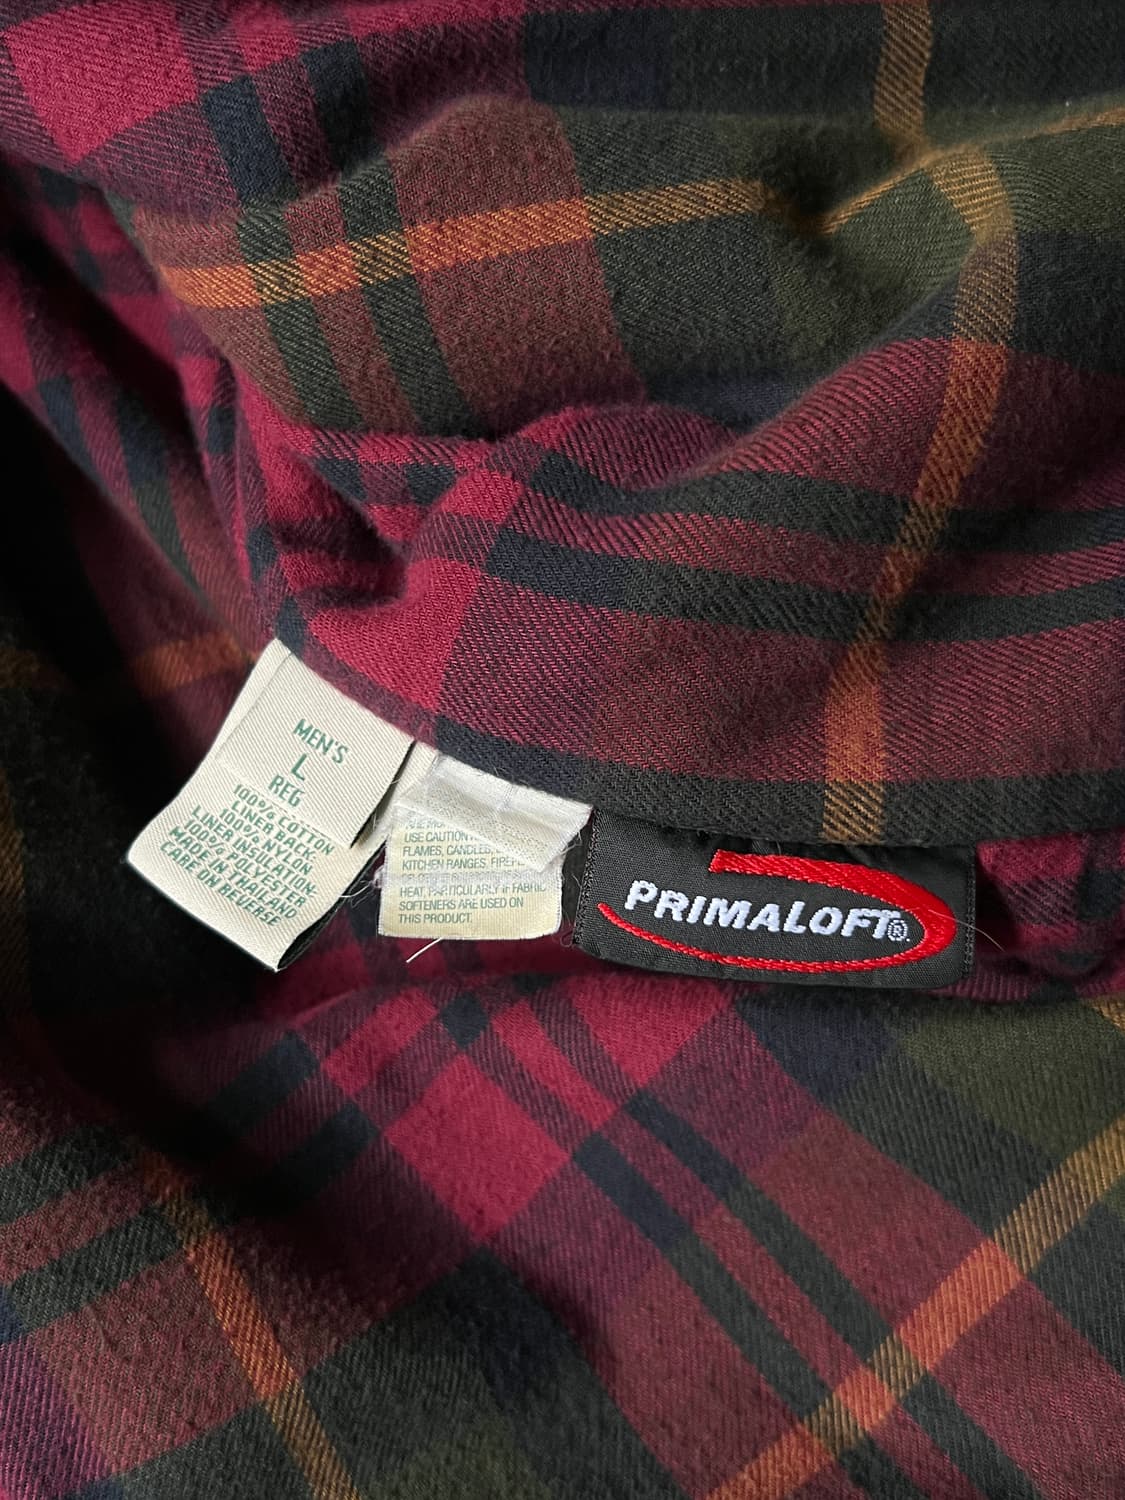 MEN'S
L
REG
100% COTTON
LINER BACK:
100% NYLON
LINER INSULATION-
100% POLYESTER
MADE IN THAILAND
CARE ON REVERSE
USE CAUTION
FLAMES, CANDLES,
KITCHEN RANGES,
HEAT, PARTICULARLY IF FABRIC
SOFTENERS ARE USED ON
THIS PRODUCT.
PRIMALOFT®